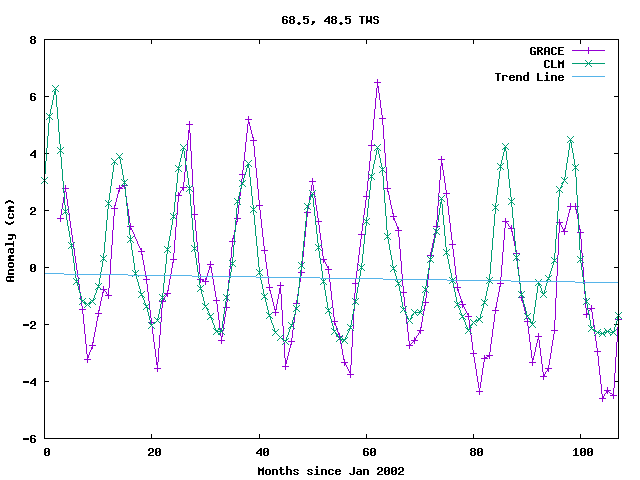 68.5, 48.5 TWS
GRACE
CLM
Trend Line
Anomaly (cm)
8
6
4
2
0
-2
-4
-6
0 20 40 60 80 100
Months since Jan 2002